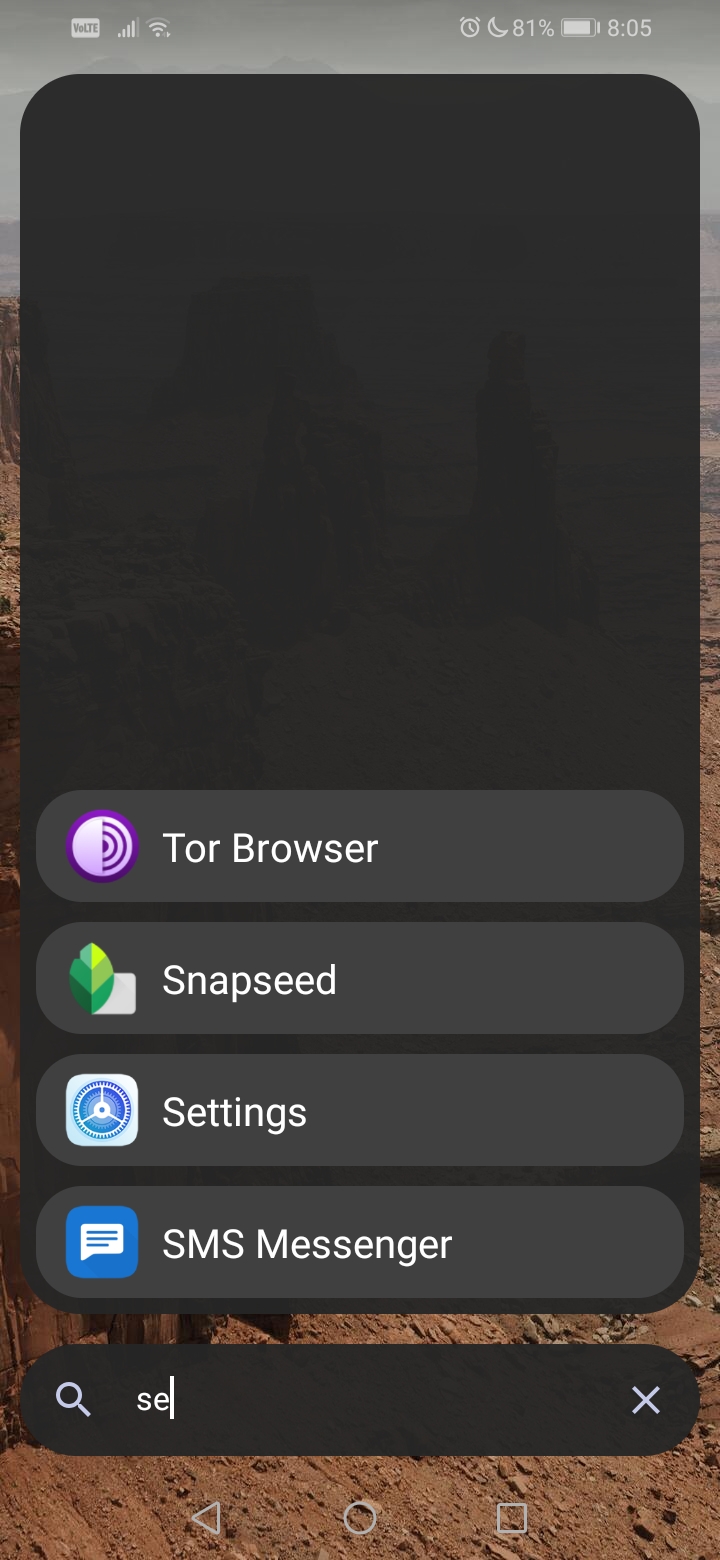 VoLTE 81% 8:05
Tor Browser
Snapseed
Settings
SMS Messenger
se